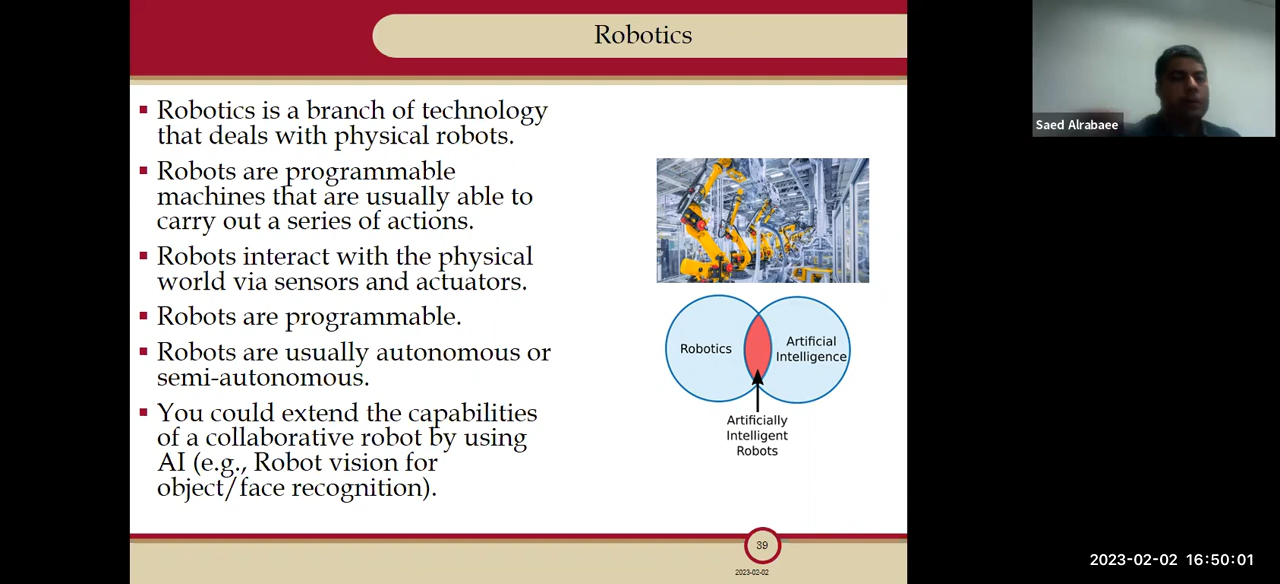 Robotics
▪ Robotics is a branch of technology
that deals with physical robots.
▪ Robots are programmable
machines that are usually able to
carry out a series of actions.
▪ Robots interact with the physical
world via sensors and actuators.
▪ Robots are programmable.
▪ Robots are usually autonomous or
semi-autonomous.
▪ You could extend the capabilities
of a collaborative robot by using
AI (e.g., Robot vision for
object/face recognition).
Robotics
Artificial
Intelligence
Artificially
Intelligent
Robots
39
2023-02-02
Saed Alrabaee
2023-02-02 16:50:01